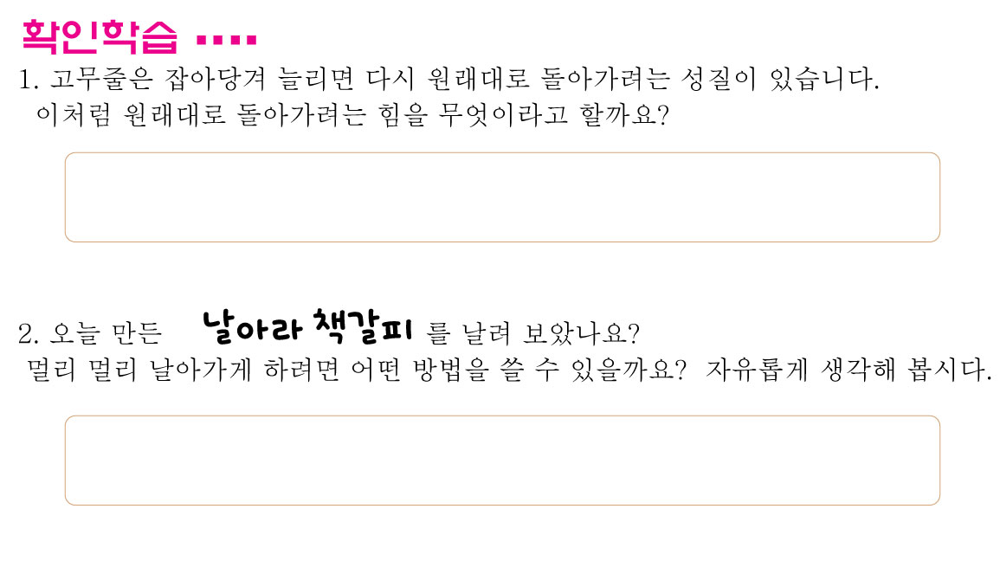 확인학습 ....
1. 고무줄은 잡아당겨 늘리면 다시 원래대로 돌아가려는 성질이 있습니다.
이처럼 원래대로 돌아가려는 힘을 무엇이라고 할까요?
2. 오늘 만든 날아라 책갈피 를 날려 보았나요?
멀리 멀리 날아가게 하려면 어떤 방법을 쓸 수 있을까요? 자유롭게 생각해 봅시다.